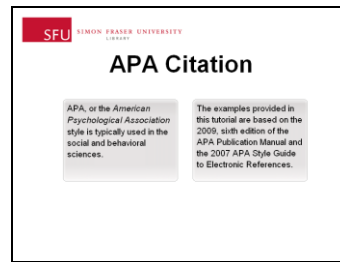 SFU SIMON FRASER UNIVERSITY
LIBRARY
APA Citation
APA, or the American
Psychological Association
style is typically used in the
social and behavioral
sciences.
The examples provided in
this tutorial are based on the
2009, sixth edition of the
APA Publication Manual and
the 2007 APA Style Guide
to Electronic References.